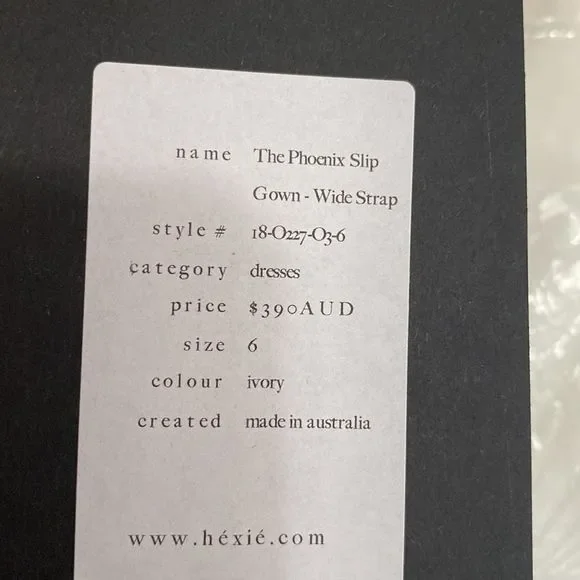 name The Phoenix Slip
Gown - Wide Strap
style # 18-O227-O3-6
category dresses
price $390AUD
size 6
colour ivory
created made in australia
www.héxié.com